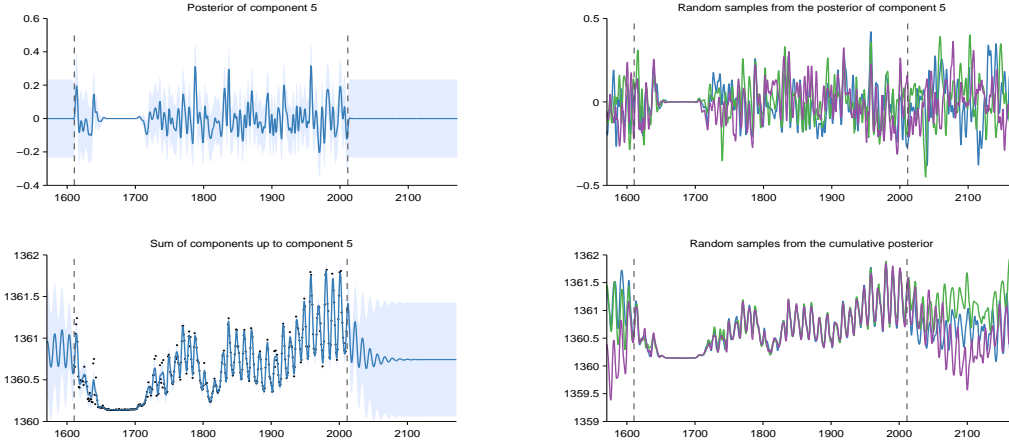 Posterior of component 5
0.6
0.4
0.2
0
−0.2
−0.4
1600 1700 1800 1900 2000 2100
Random samples from the posterior of component 5
0.5
0
−0.5
1600 1700 1800 1900 2000 2100
Sum of components up to component 5
1362
1361.5
1361
1360.5
1360
1600 1700 1800 1900 2000 2100
Random samples from the cumulative posterior
1362
1361.5
1361
1360.5
1360
1359.5
1359
1600 1700 1800 1900 2000 2100